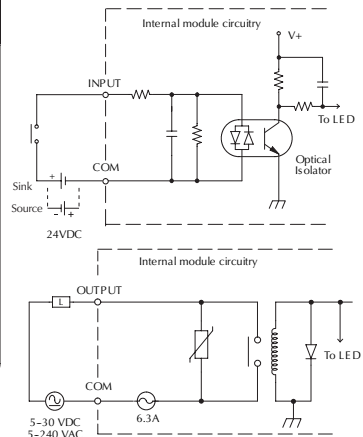 Internal module circuitry
V+
INPUT
To LED
COM
Optical
Isolator
Sink
+
Source
- +
24VDC
Internal module circuitry
OUTPUT
L
To LED
COM
6.3A
5–30 VDC
5–240 VAC